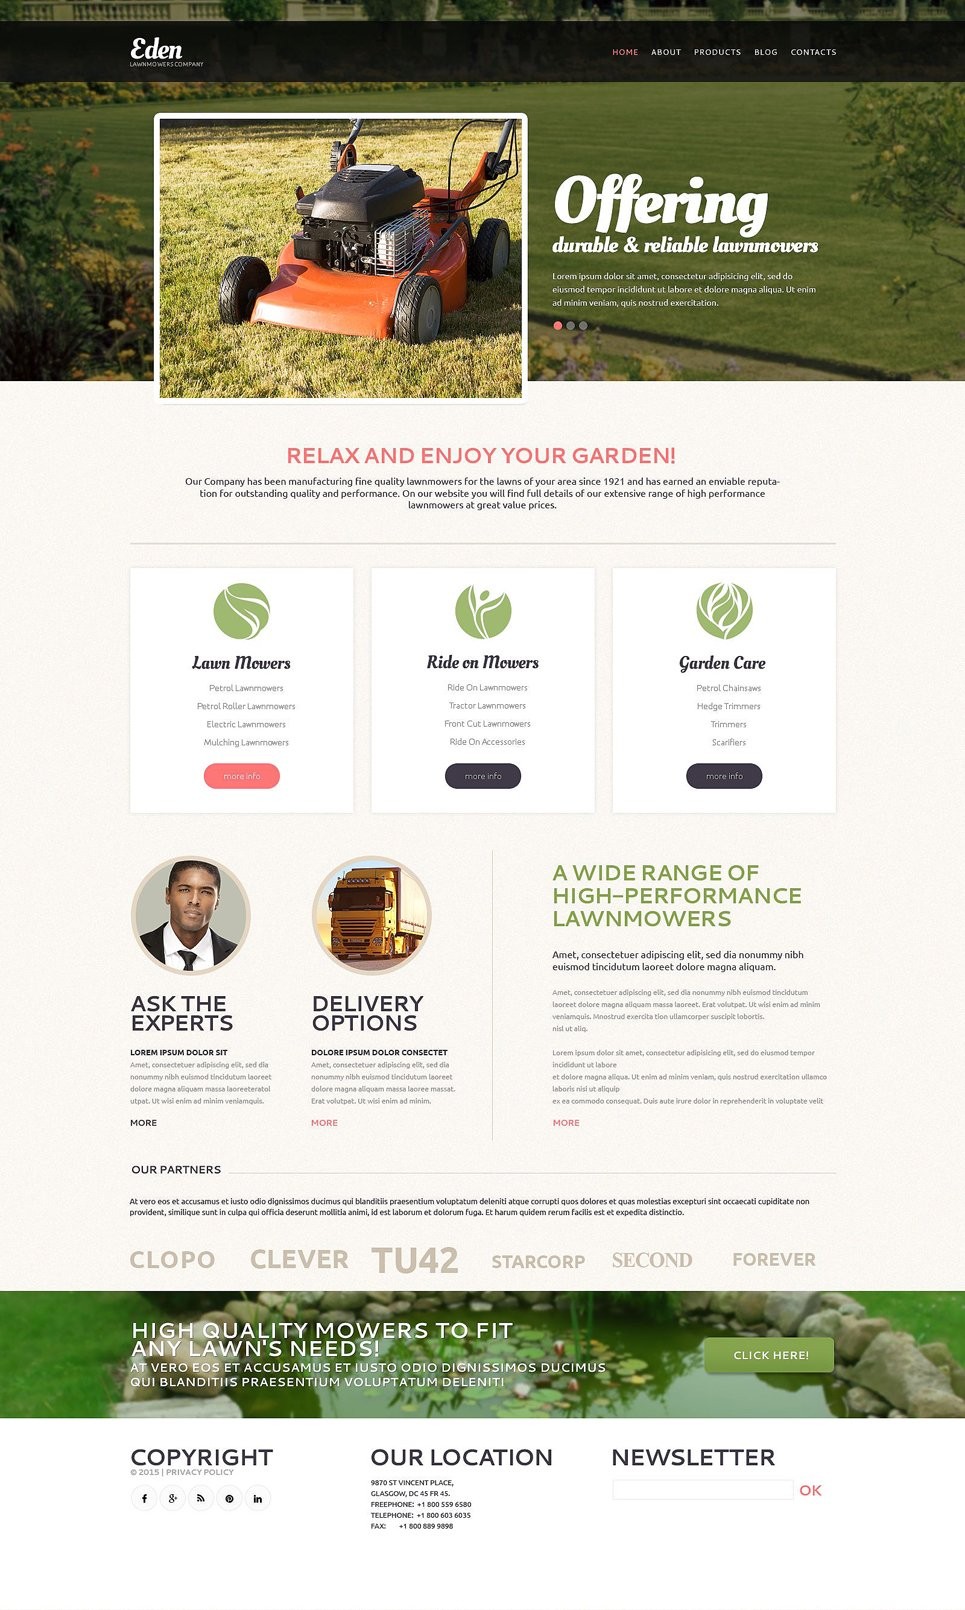 Eden
LAWNMOWERS COMPANY
HOME ABOUT PRODUCTS BLOG CONTACTS
Offering
durable & reliable lawnmowers
Lorem ipsum dolor sit amet, consectetur adipisicing elit, sed do
eiusmod tempor incididunt ut labore et dolore magna aliqua. Ut enim
ad minim veniam, quis nostrud exercitation.
RELAX AND ENJOY YOUR GARDEN!
Our Company has been manufacturing fine quality lawnmowers for the lawns of your area since 1921 and has earned an enviable reputa-
tion for outstanding quality and performance. On our website you will find full details of our extensive range of high performance
lawnmowers at great value prices.
Lawn Mowers
Petrol Lawnmowers
Petrol Roller Lawnmowers
Electric Lawnmowers
Mulching Lawnmowers
more info
Ride on Mowers
Ride On Lawnmowers
Tractor Lawnmowers
Front Cut Lawnmowers
Ride On Accessories
more info
Garden Care
Petrol Chainsaws
Hedge Trimmers
Trimmers
Scarifiers
more info
ASK THE
EXPERTS
LOREM IPSUM DOLOR SIT
Amet, consectetuer adipiscing elit, sed dia
nonummy nibh euismod tincidunt laoreet
dolore magna aliquam massa laoreeteratol
utpat. Ut wisi enim ad minim veniamquis.
MORE
DELIVERY
OPTIONS
DOLORE IPSUM DOLOR CONSECTET
Amet, consectetuer adipiscing elit, sed dia
nonummy nibh euismod tincidunt laoreet
dolore magna aliquam massa laoree massat.
Erat volutpat. Ut wisi enim ad minim.
MORE
A WIDE RANGE OF
HIGH-PERFORMANCE
LAWNMOWERS
Amet, consectetuer adipiscing elit, sed dia nonummy nibh
euismod tincidunt laoreet dolore magna aliquam.
Amet, consectetuer adipiscing elit, sed dia nonummy nibh euismod tincidunt
laoreet dolore magna aliquam massa laoreet. Erat volutpat. Ut wisi enim ad minim
veniamquis. Mnostrud exercita tion ullamcorper suscipit lobortis.
nisl ut aliq.
Lorem ipsum dolor sit amet, consectetur adipisicing elit, sed do eiusmod tempor
incididunt ut labore
et dolore magna aliqua. Ut enim ad minim veniam, quis nostrud exercitation ullamco
laboris nisi ut aliquip
ex ea commodo consequat. Duis aute irure dolor in reprehenderit in voluptate velit
MORE
OUR PARTNERS
At vero eos et accusamus et iusto odio dignissimos ducimus qui blanditiis praesentium voluptatum deleniti atque corrupti quos dolores et quas molestias excepturi sint occaecati cupiditate non
provident, similique sunt in culpa qui officia deserunt mollitia animi, id est laborum et dolorum fuga. Et harum quidem rerum facilis est et expedita distinctio.
CLOPO CLEVER TU42 STARCORP SECOND FOREVER
HIGH QUALITY MOWERS TO FIT
ANY LAWN'S NEEDS!
AT VERO EOS ET ACCUSAMUS ET IUSTO ODIO DIGNISSIMOS DUCIMUS
QUI BLANDITIIS PRAESENTIUM VOLUPTATUM DELENITI
CLICK HERE!
COPYRIGHT
© 2015 | PRIVACY POLICY
OUR LOCATION
9870 ST VINCENT PLACE,
GLASGOW, DC 45 FR 45.
FREEPHONE: +1 800 559 6580
TELEPHONE: +1 800 603 6035
FAX: +1 800 889 9898
NEWSLETTER
OK